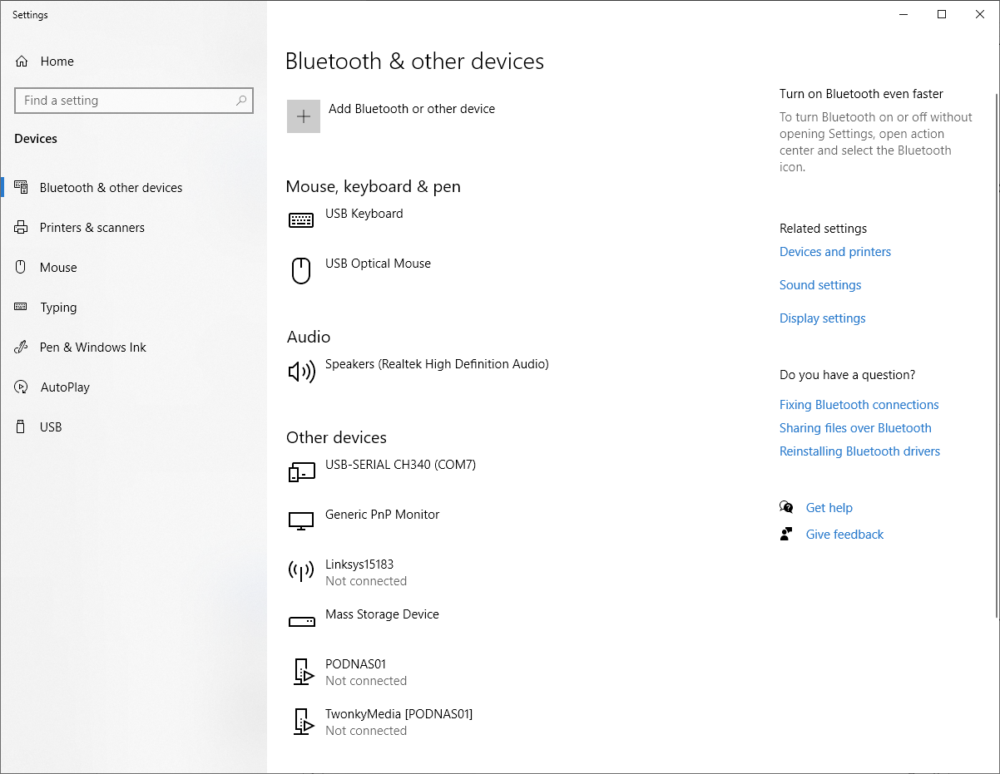 Settings
Home
Find a setting
Devices
Bluetooth & other devices
Printers & scanners
Mouse
Typing
Pen & Windows Ink
AutoPlay
USB
Bluetooth & other devices
Add Bluetooth or other device
Mouse, keyboard & pen
USB Keyboard
USB Optical Mouse
Audio
Speakers (Realtek High Definition Audio)
Other devices
USB-SERIAL CH340 (COM7)
Generic PnP Monitor
Linksys15183
Not connected
Mass Storage Device
PODNAS01
Not connected
TwonkyMedia [PODNAS01]
Not connected
Turn on Bluetooth even faster
To turn Bluetooth on or off without
opening Settings, open action
center and select the Bluetooth
icon.
Related settings
Devices and printers
Sound settings
Display settings
Do you have a question?
Fixing Bluetooth connections
Sharing files over Bluetooth
Reinstalling Bluetooth drivers
Get help
Give feedback